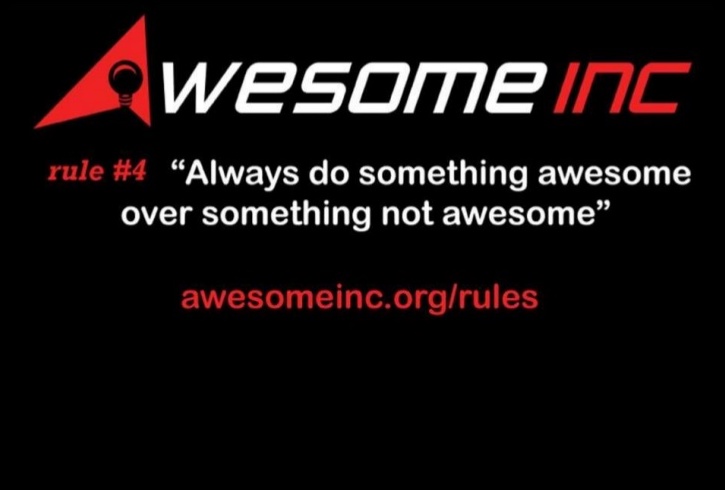 Awesome inc
rule #4 “Always do something awesome
over something not awesome”
awesomeinc.org/rules